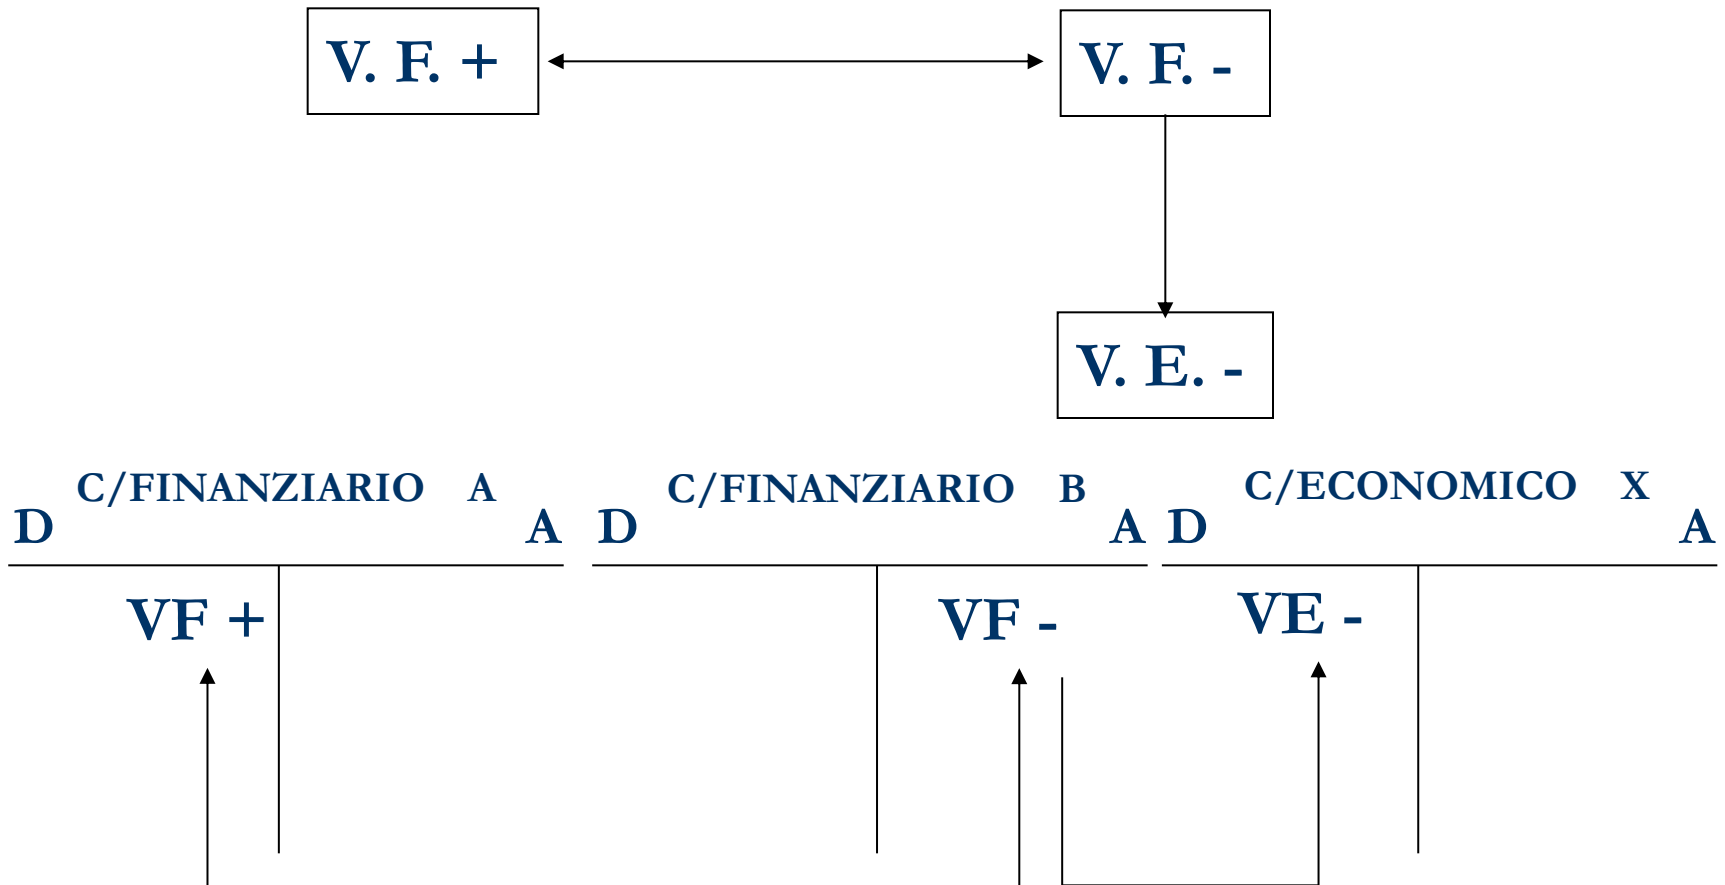 V. F. +
V. F. -
V. E. -
C/FINANZIARIO A
D A
VF +
C/FINANZIARIO B
D A
VF -
C/ECONOMICO X
D A
VE -